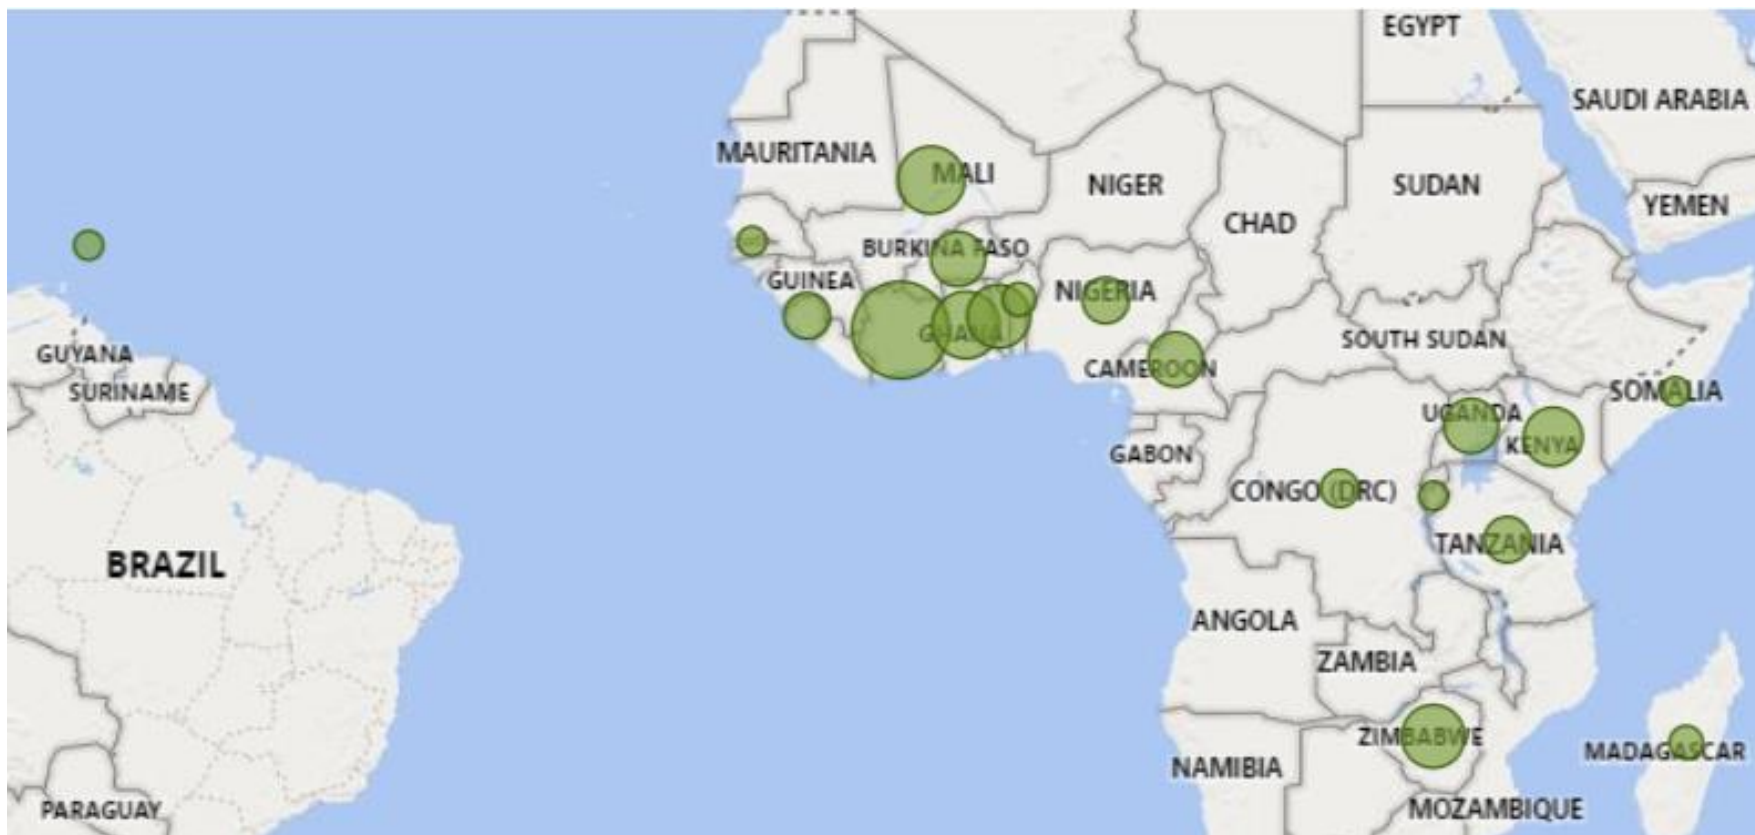 EGYPT
SAUDI ARABIA
MAURITANIA
MALI
NIGER
SUDAN
YEMEN
CHAD
BURKINA FASO
GUINEA
NIGERIA
GHANA
SOUTH SUDAN
GUYANA
CAMEROON
SURINAME
SOMALIA
UGANDA
KENYA
GABON
CONGO (DRC)
TANZANIA
BRAZIL
ANGOLA
ZAMBIA
ZIMBABWE
MADAGASCAR
NAMIBIA
PARAGUAY
MOZAMBIQUE